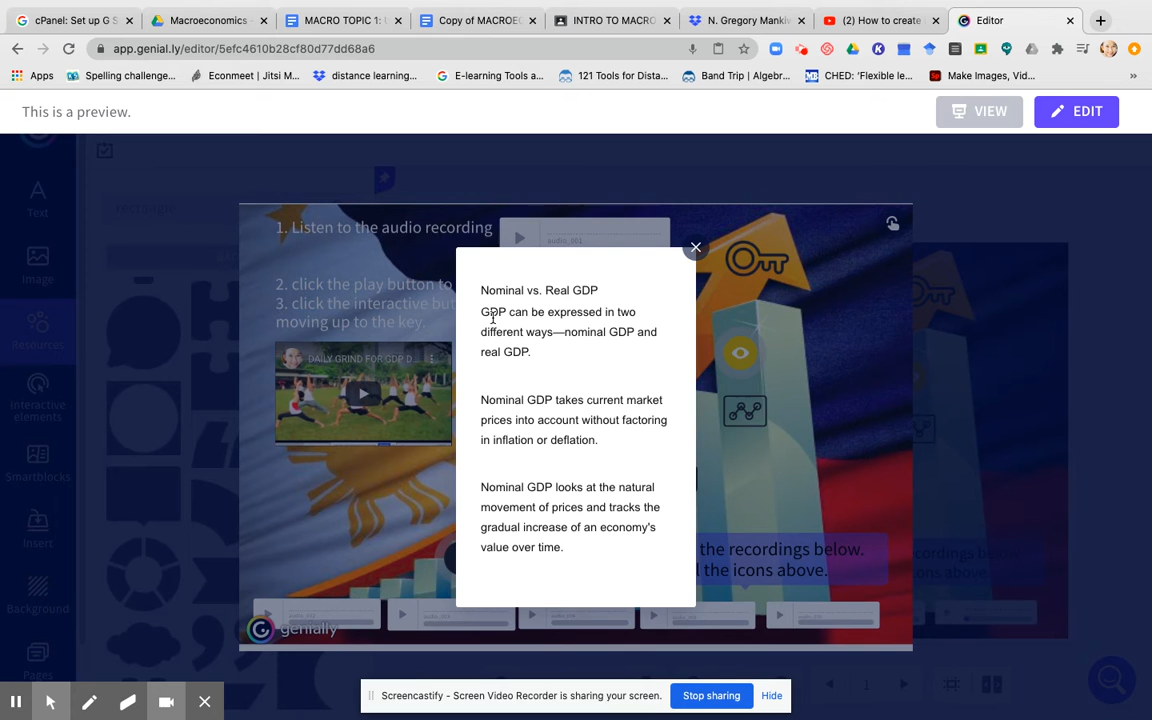 cPanel: Set up G S
Macroeconomics -
MACRO TOPIC 1:
Copy of MACROEC
INTRO TO MACRO
N. Gregory Mankiw
(2) How to create
Editor
app.genial.ly/editor/5efc4610b28cf80d77dd68a6
Apps
Spelling challenge...
Econmeet | Jitsi M...
distance learning...
E-learning Tools a...
121 Tools for Dista...
Band Trip | Algebr...
CHED: 'Flexible le...
Make Images, Vid...
»
This is a preview.
VIEW
EDIT
Text
Image
Resources
Interactive
elements
Smartblocks
Insert
Background
Pages
1. Listen to the audio recording
audio_001
2. click the play button to
3. click the interactive but
moving up to the key.
DAILY GRIND FOR GDP D...
Nominal vs. Real GDP
GDP can be expressed in two
different ways—nominal GDP and
real GDP.
Nominal GDP takes current market
prices into account without factoring
in inflation or deflation.
Nominal GDP looks at the natural
movement of prices and tracks the
gradual increase of an economy's
value over time.
the recordings below.
the icons above.
genially
1
Screencastify - Screen Video Recorder is sharing your screen.
Stop sharing
Hide